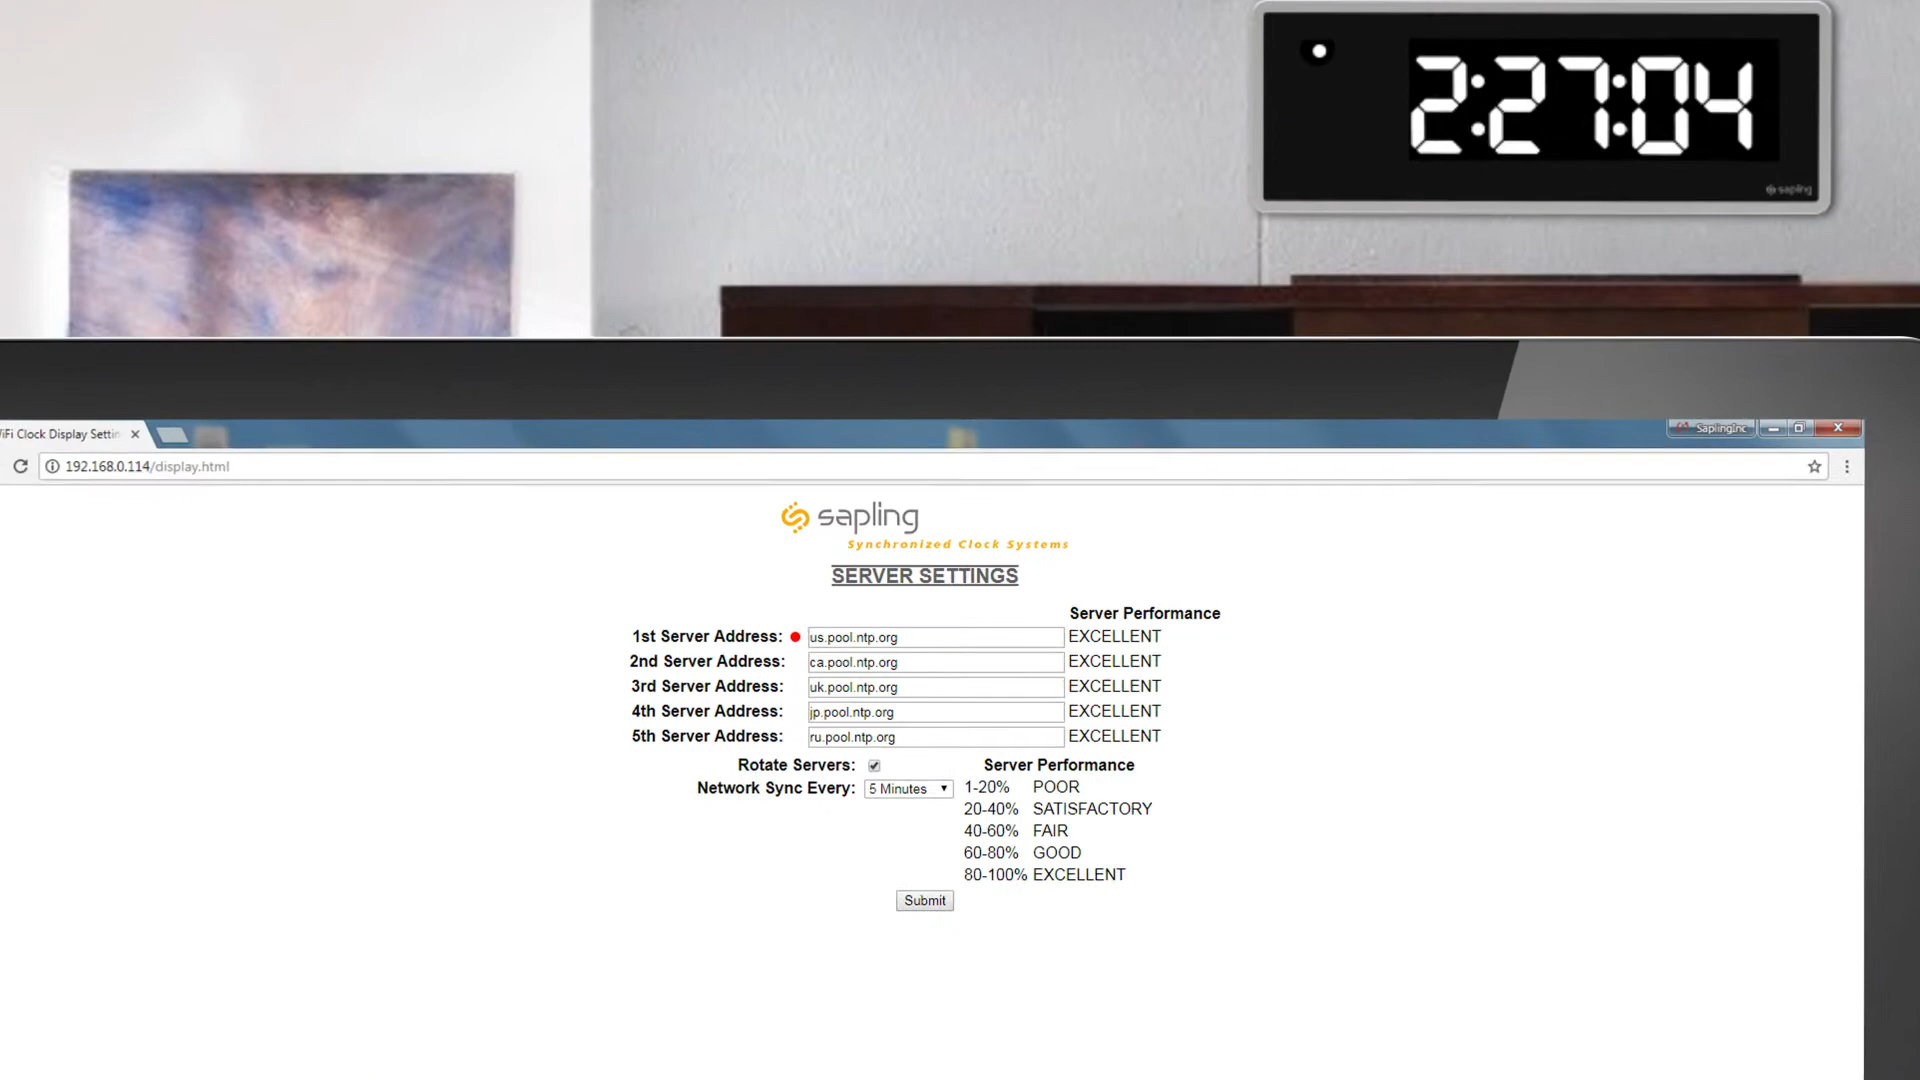 2:27:04
sapling
iFi Clock Display Settin
SaplingInc
192.168.0.114/display.html
sapling
Synchronized Clock Systems
SERVER SETTINGS
Server Performance
1st Server Address: us.pool.ntp.org EXCELLENT
2nd Server Address: ca.pool.ntp.org EXCELLENT
3rd Server Address: uk.pool.ntp.org EXCELLENT
4th Server Address: jp.pool.ntp.org EXCELLENT
5th Server Address: ru.pool.ntp.org EXCELLENT
Rotate Servers: Server Performance
Network Sync Every: 5 Minutes 1-20% POOR
20-40% SATISFACTORY
40-60% FAIR
60-80% GOOD
80-100% EXCELLENT
Submit